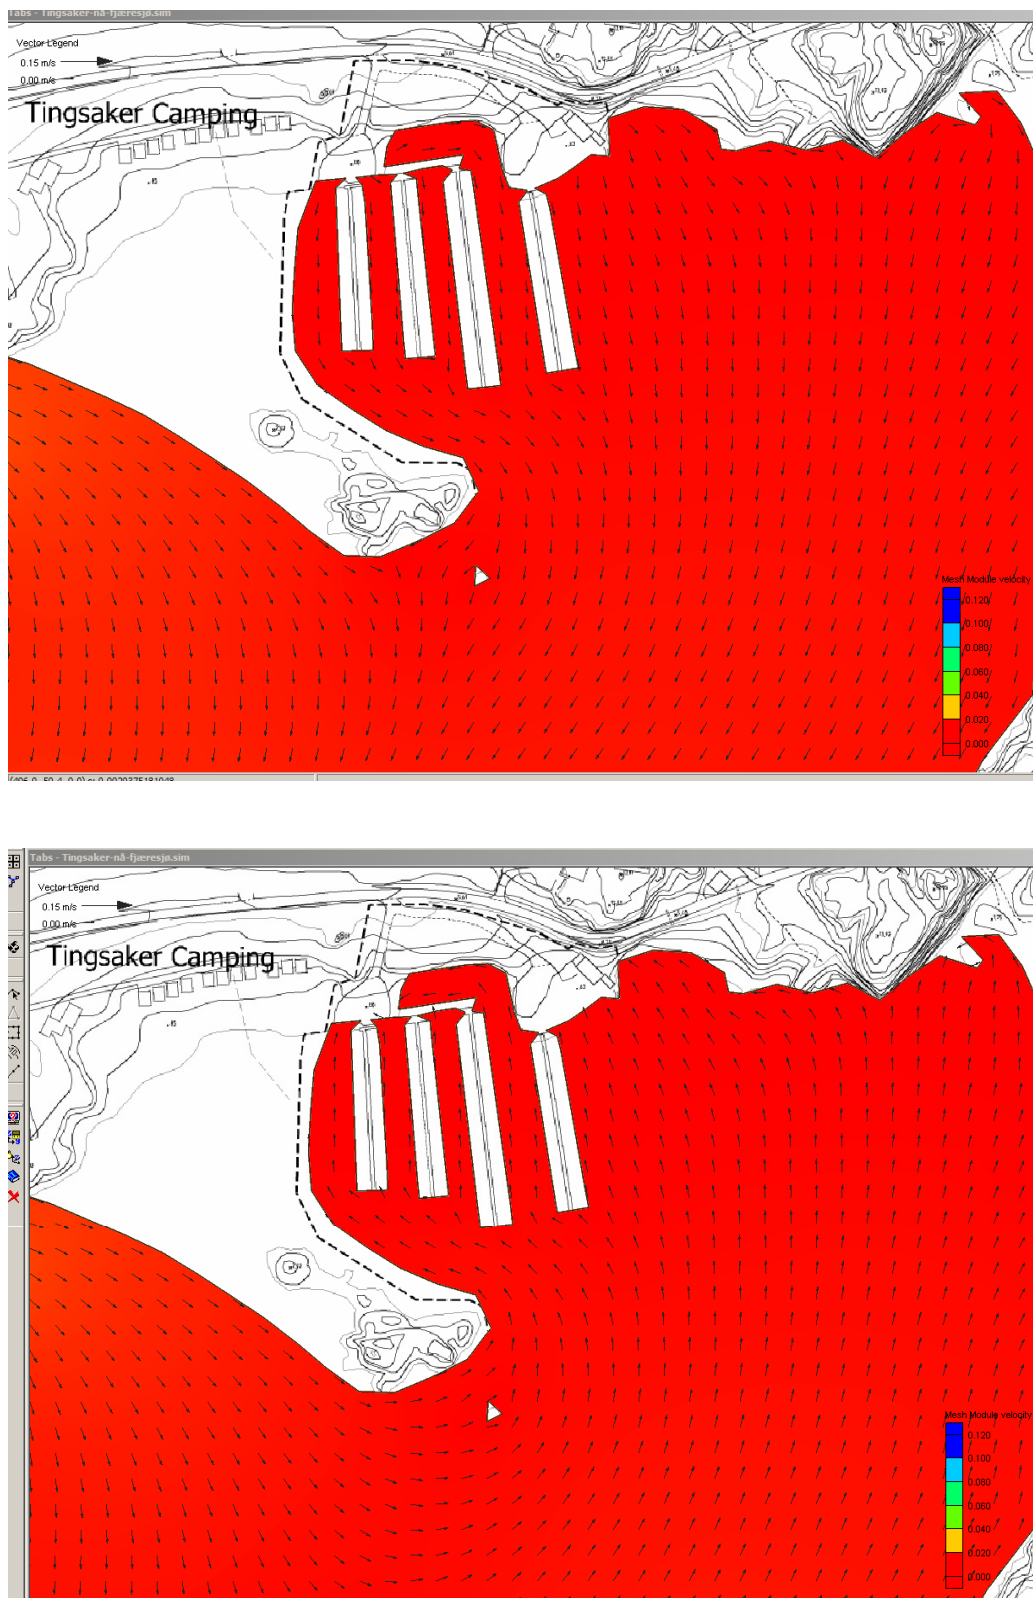 Tabs - Tingsaker-nå-fjæresjø.sim
Vector Legend
0.15 m/s
0.00 m/s
Tingsaker Camping
Mesh Module velocity
0.120
0.100
0.080
0.060
0.040
0.020
0.000
Tabs - Tingsaker-nå-fjæresjø.sim
Vector Legend
0.15 m/s
0.00 m/s
Tingsaker Camping
Mesh Module velocity
0.120
0.100
0.080
0.060
0.040
0.020
0.000